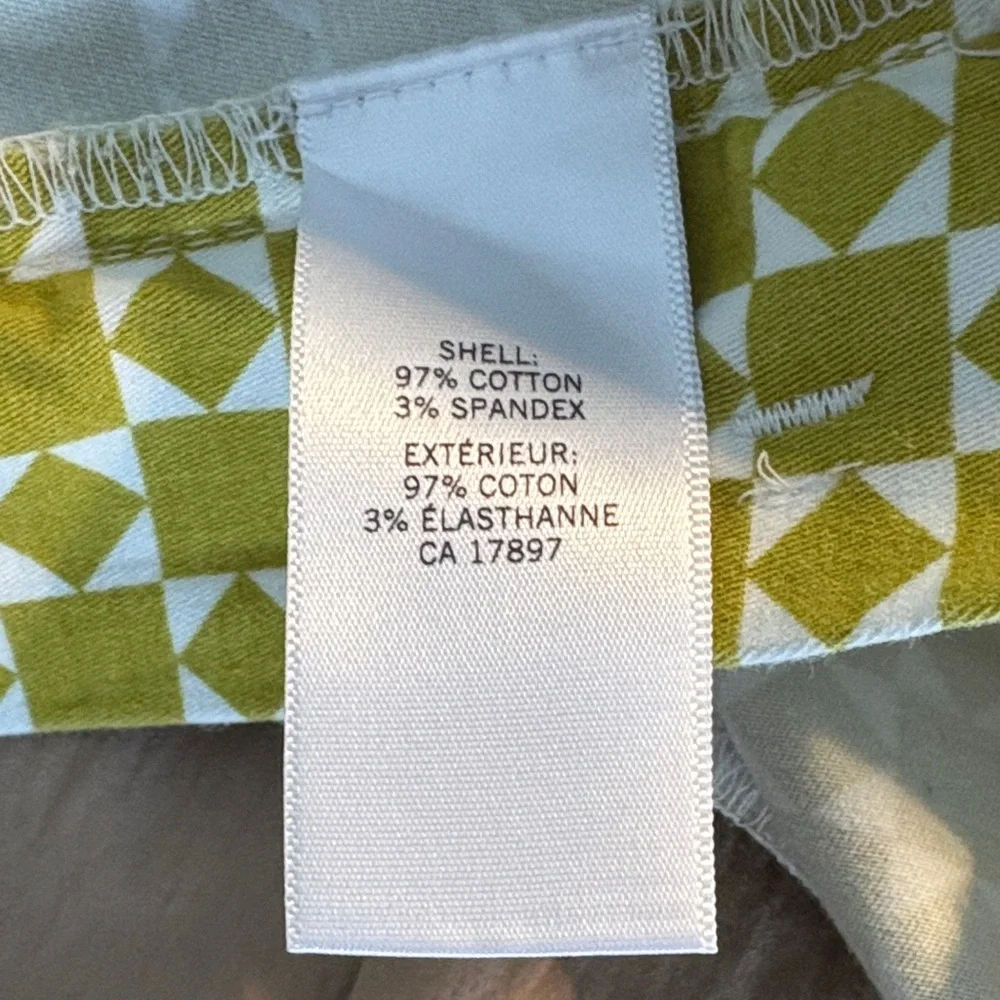 SHELL:
97% COTTON
3% SPANDEX
EXTÉRIEUR:
97% COTON
3% ÉLASTHANNE
CA 17897